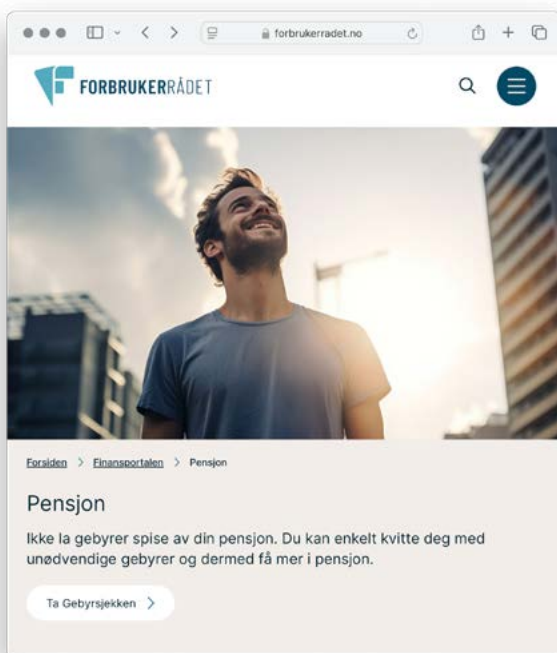 forbrukerradet.no
FORBRUKERRÅDET
Forsiden > Finansportalen > Pensjon
Pensjon
Ikke la gebyrer spise av din pensjon. Du kan enkelt kvitte deg med
unødvendige gebyrer og dermed få mer i pensjon.
Ta Gebyrsjekken >